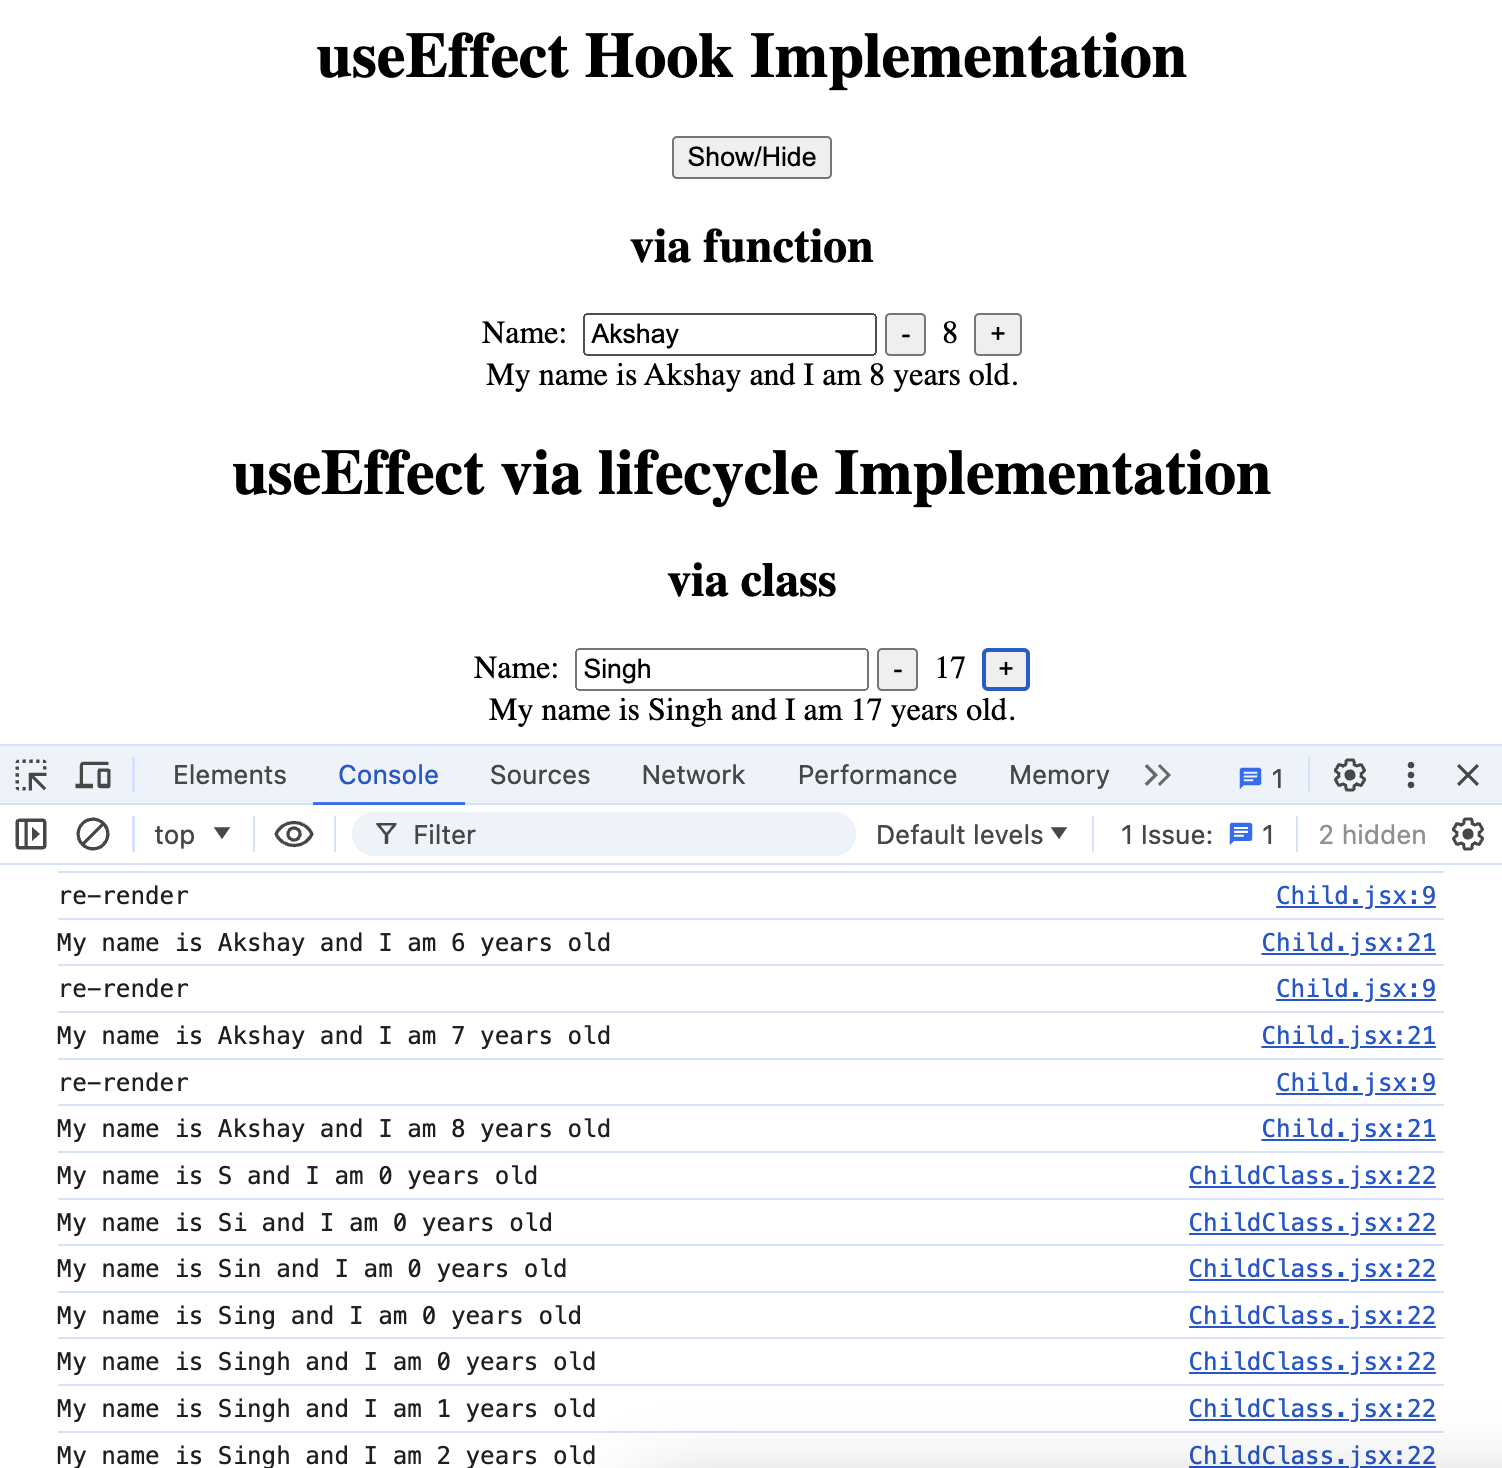 useEffect Hook Implementation
Show/Hide
via function
Name: Akshay - 8 +
My name is Akshay and I am 8 years old.
useEffect via lifecycle Implementation
via class
Name: Singh - 17 +
My name is Singh and I am 17 years old.
Elements Console Sources Network Performance Memory 1
top Filter Default levels 1 Issue: 1 2 hidden
re-render Child.jsx:9
My name is Akshay and I am 6 years old Child.jsx:21
re-render Child.jsx:9
My name is Akshay and I am 7 years old Child.jsx:21
re-render Child.jsx:9
My name is Akshay and I am 8 years old Child.jsx:21
My name is S and I am 0 years old ChildClass.jsx:22
My name is Si and I am 0 years old ChildClass.jsx:22
My name is Sin and I am 0 years old ChildClass.jsx:22
My name is Sing and I am 0 years old ChildClass.jsx:22
My name is Singh and I am 0 years old ChildClass.jsx:22
My name is Singh and I am 1 years old ChildClass.jsx:22
My name is Singh and I am 2 years old ChildClass.jsx:22